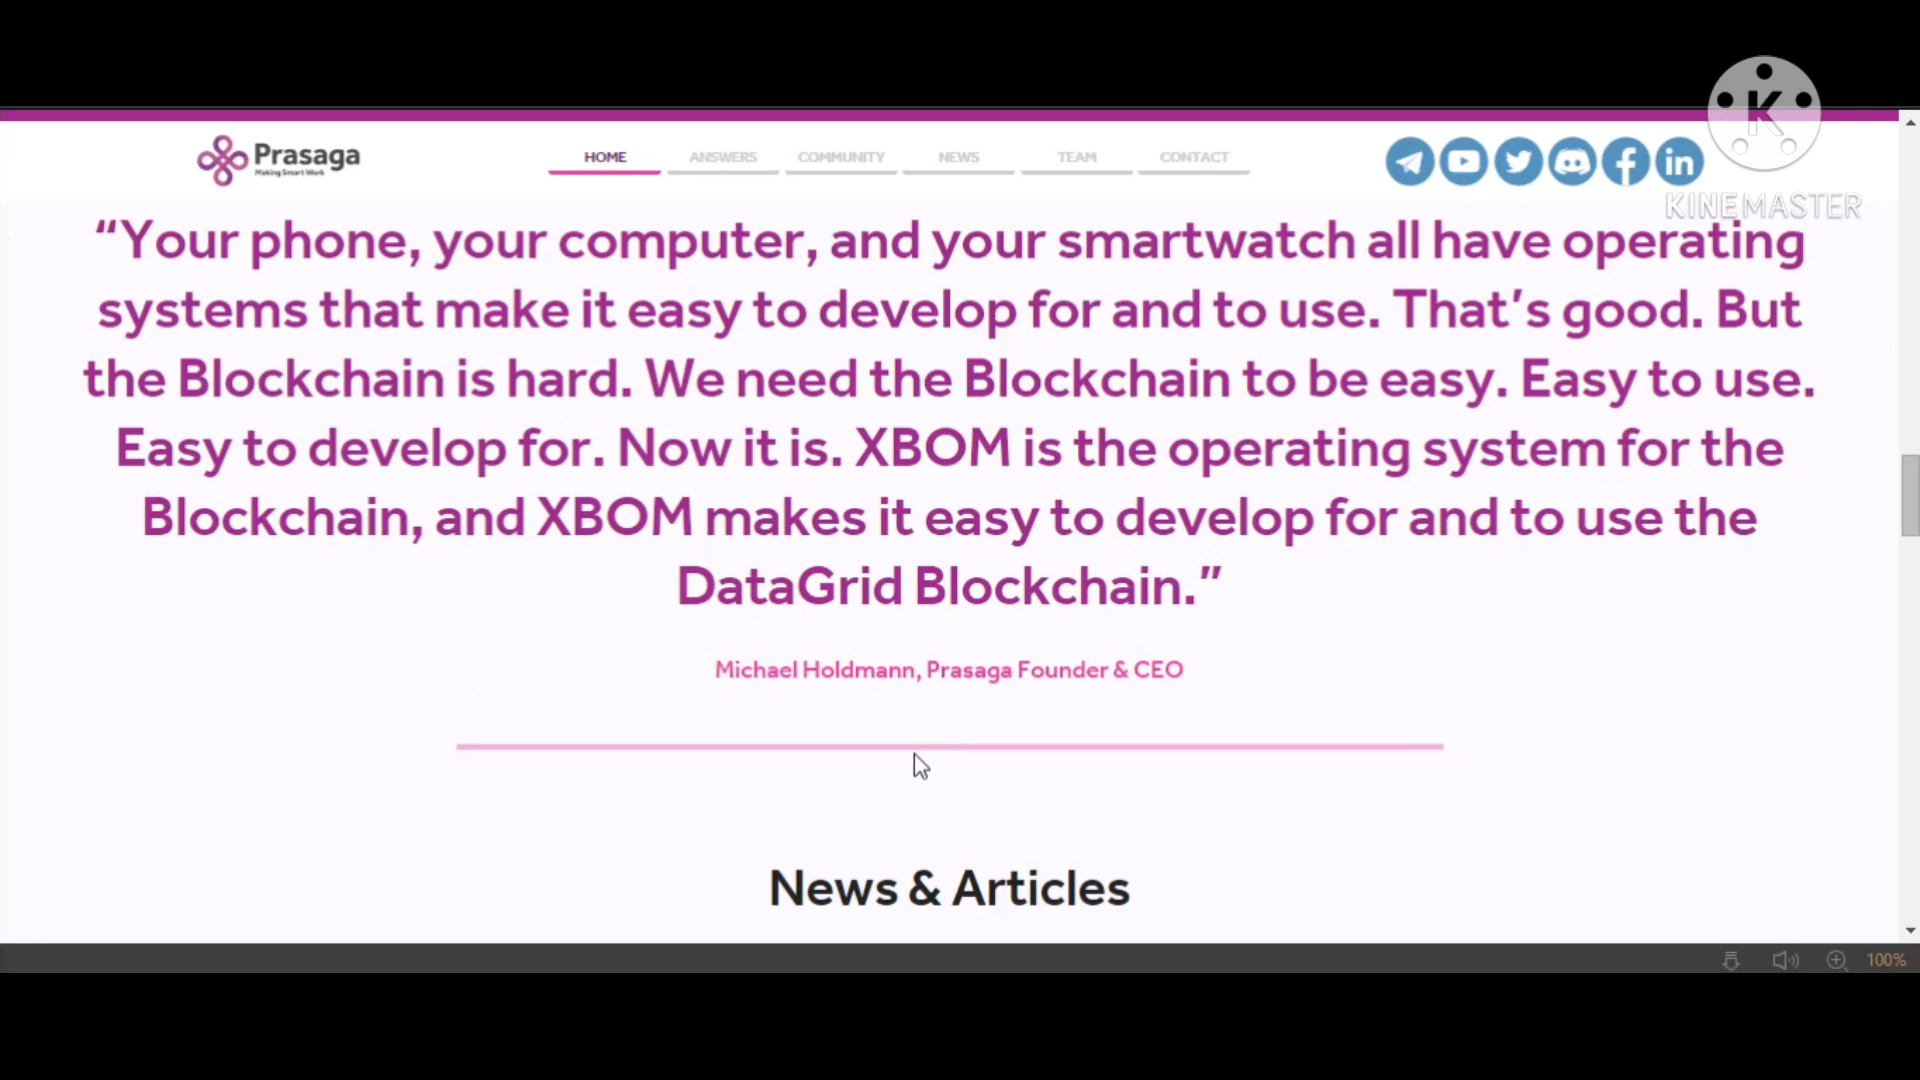 Prasaga
Making Smart Work
HOME
ANSWERS
COMMUNITY
NEWS
TEAM
CONTACT
K
KINEMASTER
“Your phone, your computer, and your smartwatch all have operating
systems that make it easy to develop for and to use. That’s good. But
the Blockchain is hard. We need the Blockchain to be easy. Easy to use.
Easy to develop for. Now it is. XBOM is the operating system for the
Blockchain, and XBOM makes it easy to develop for and to use the
DataGrid Blockchain.”
Michael Holdmann, Prasaga Founder & CEO
News & Articles
100%